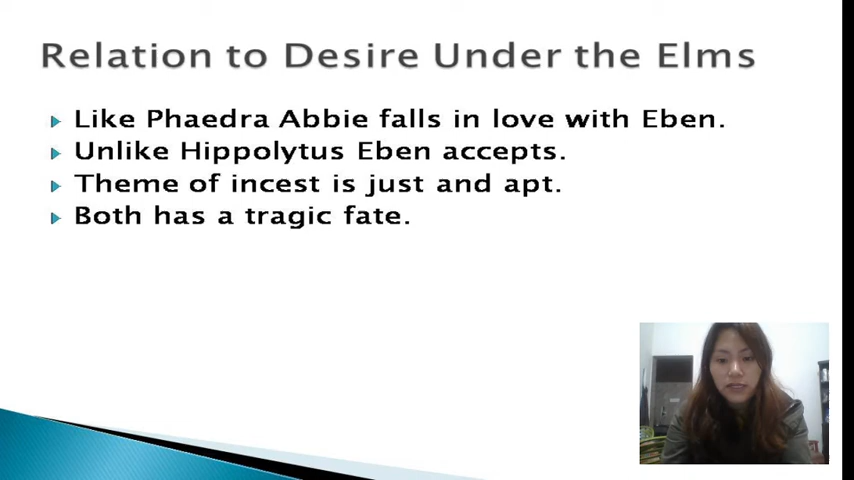 Relation to Desire Under the Elms
Like Phaedra Abbie falls in love with Eben.
Unlike Hippolytus Eben accepts.
Theme of incest is just and apt.
Both has a tragic fate.